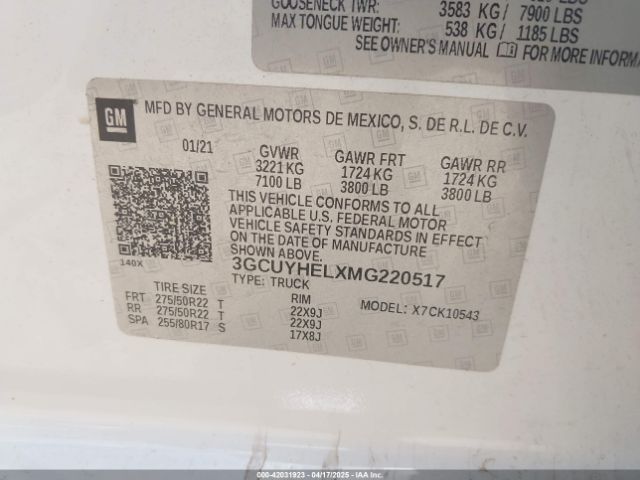 GOOSENECK TWR: 3583 KG/ 7900 LBS
MAX TONGUE WEIGHT: 538 KG/ 1185 LBS
SEE OWNER'S MANUAL FOR MORE INFORMA
GM MFD BY GENERAL MOTORS DE MEXICO, S. DE R.L. DE C.V.
01/21 GVWR GAWR FRT GAWR RR
3221 KG 1724 KG 1724 KG
7100 LB 3800 LB 3800 LB
THIS VEHICLE CONFORMS TO ALL
APPLICABLE U.S. FEDERAL MOTOR
VEHICLE SAFETY STANDARDS IN EFFECT
ON THE DATE OF MANUFACTURE
SHOWN ABOVE.
140X 3GCUYHELXMG220517
TYPE: TRUCK
TIRE SIZE RIM MODEL: X7CK10543
FRT 275/50R22 T 22X9J
RR 275/50R22 T 22X9J
SPA 255/80R17 S 17X8J
000-42031923 - 04/17/2025 - IAAI.COM